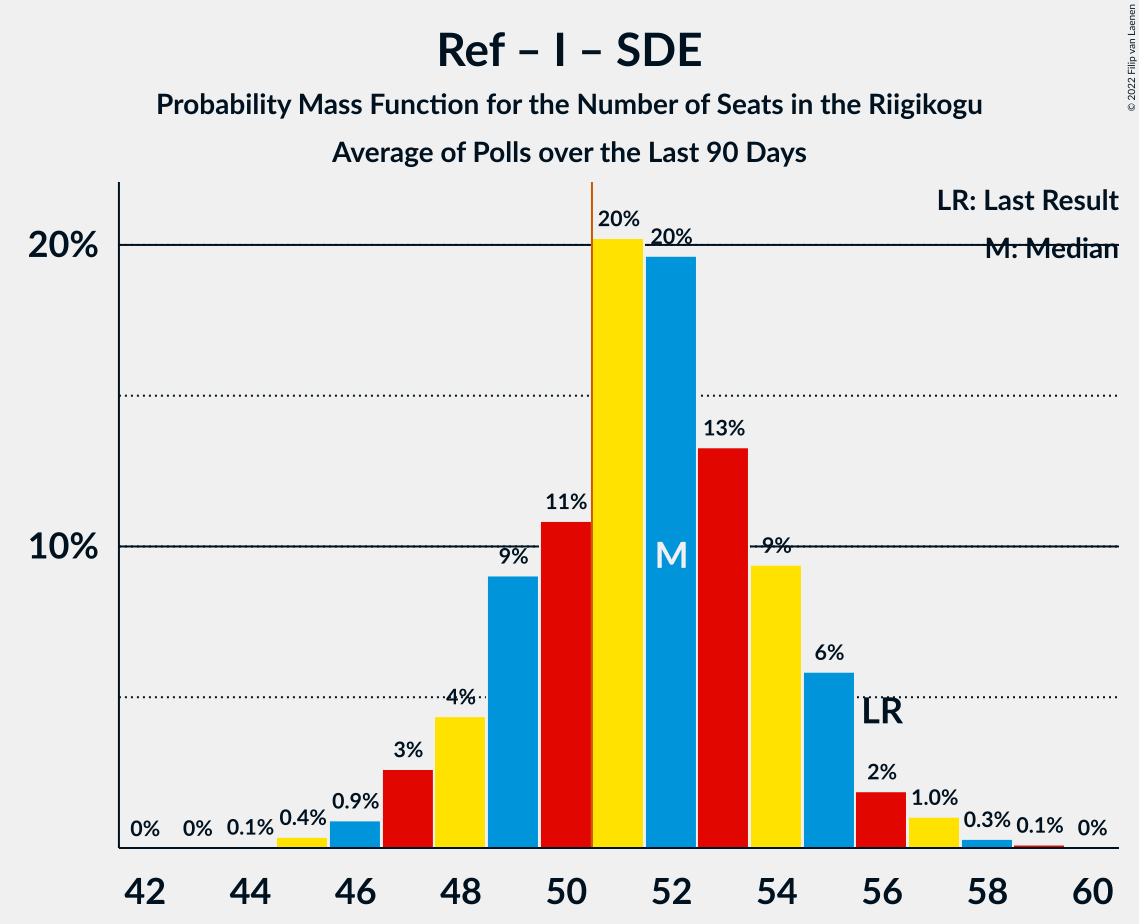 Ref – I – SDE
Probability Mass Function for the Number of Seats in the Riigikogu
Average of Polls over the Last 90 Days
© 2022 Filip van Laenen
LR: Last Result
M: Median
20%
10%
0%
0%
0.1%
0.4%
0.9%
3%
4%
9%
11%
20%
20%
13%
9%
6%
2%
1.0%
0.3%
0.1%
0%
M
LR
42 44 46 48 50 52 54 56 58 60